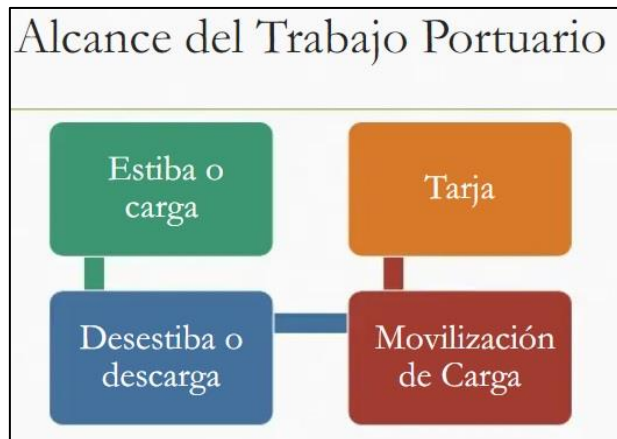 Alcance del Trabajo Portuario
Estiba o
carga
Desestiba o
descarga
Movilización
de Carga
Tarja